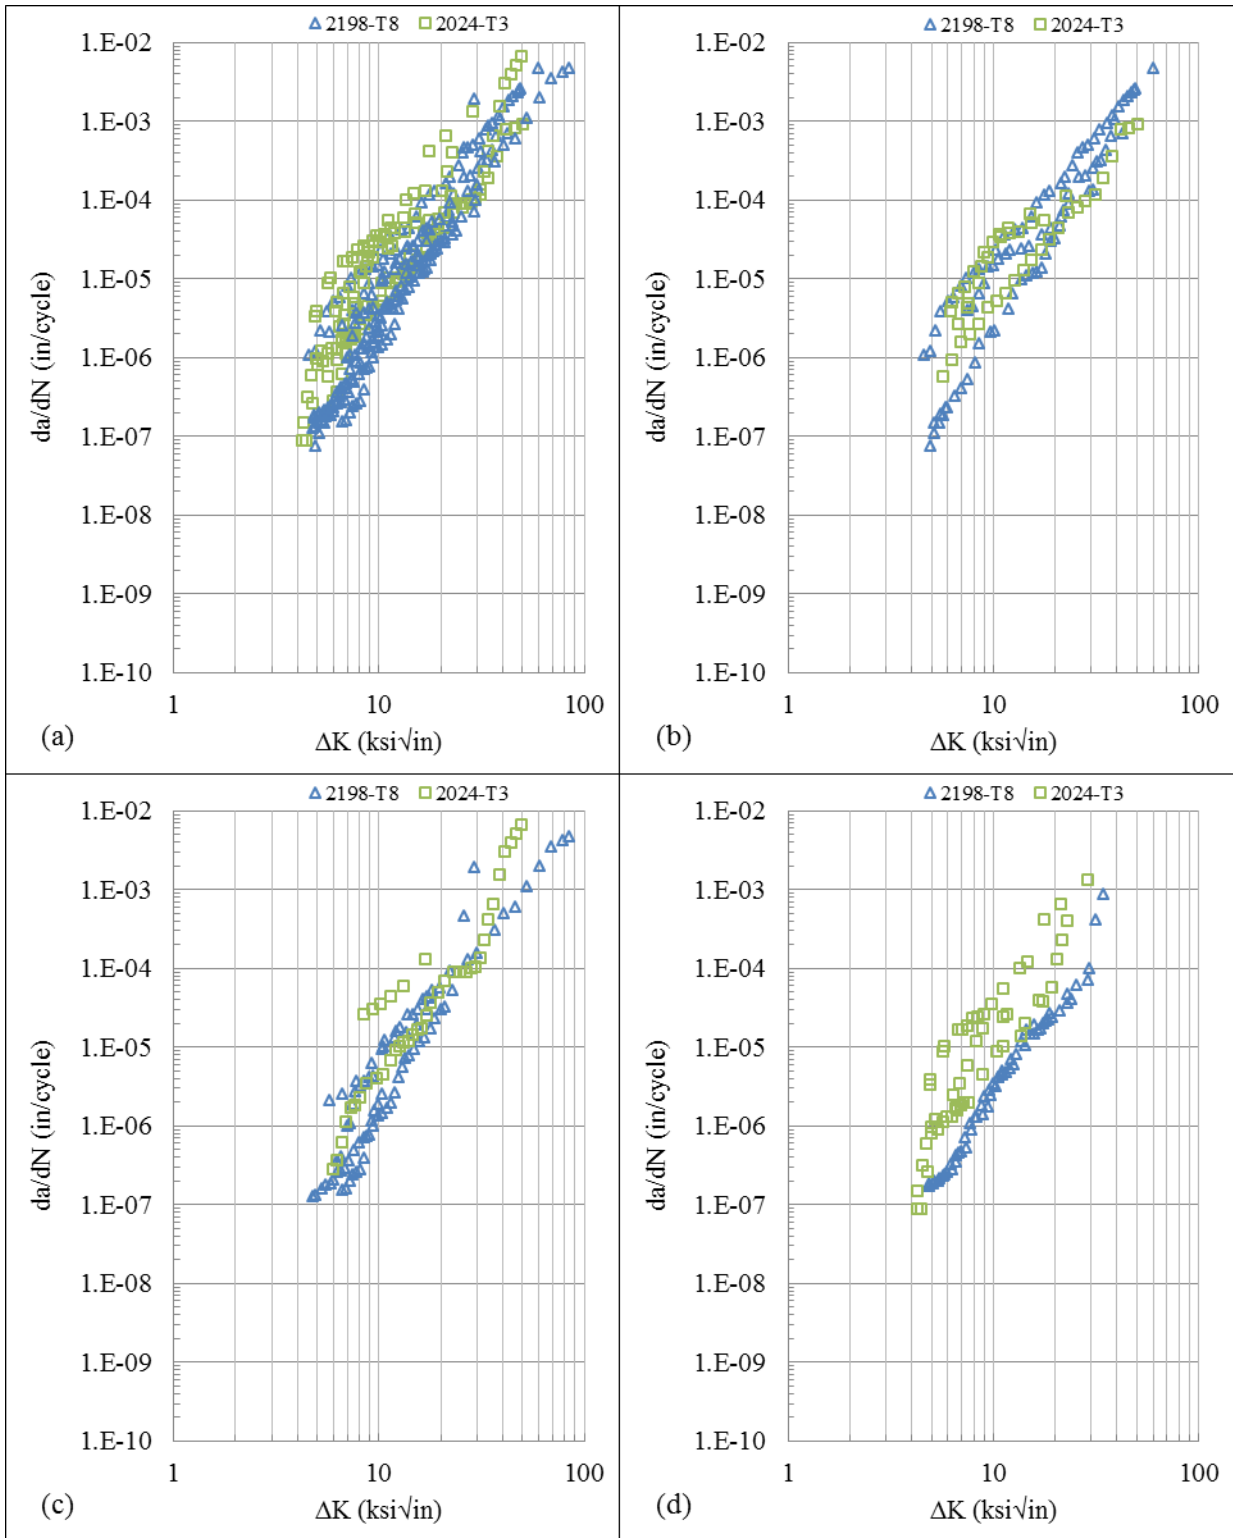 2198-T8 2024-T3
1.E-02
1.E-03
1.E-04
1.E-05
1.E-06
1.E-07
1.E-08
1.E-09
1.E-10
da/dN (in/cycle)
1 10 100
ΔK (ksi√in)
(a)
2198-T8 2024-T3
1.E-02
1.E-03
1.E-04
1.E-05
1.E-06
1.E-07
1.E-08
1.E-09
1.E-10
da/dN (in/cycle)
1 10 100
ΔK (ksi√in)
(b)
2198-T8 2024-T3
1.E-02
1.E-03
1.E-04
1.E-05
1.E-06
1.E-07
1.E-08
1.E-09
1.E-10
da/dN (in/cycle)
1 10 100
ΔK (ksi√in)
(c)
2198-T8 2024-T3
1.E-02
1.E-03
1.E-04
1.E-05
1.E-06
1.E-07
1.E-08
1.E-09
1.E-10
da/dN (in/cycle)
1 10 100
ΔK (ksi√in)
(d)